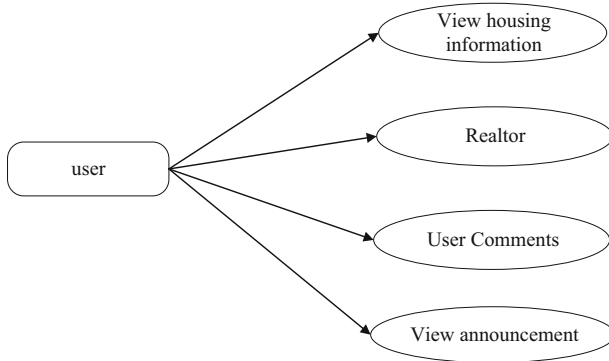 View housing
information
Realtor
user
User Comments
View announcement